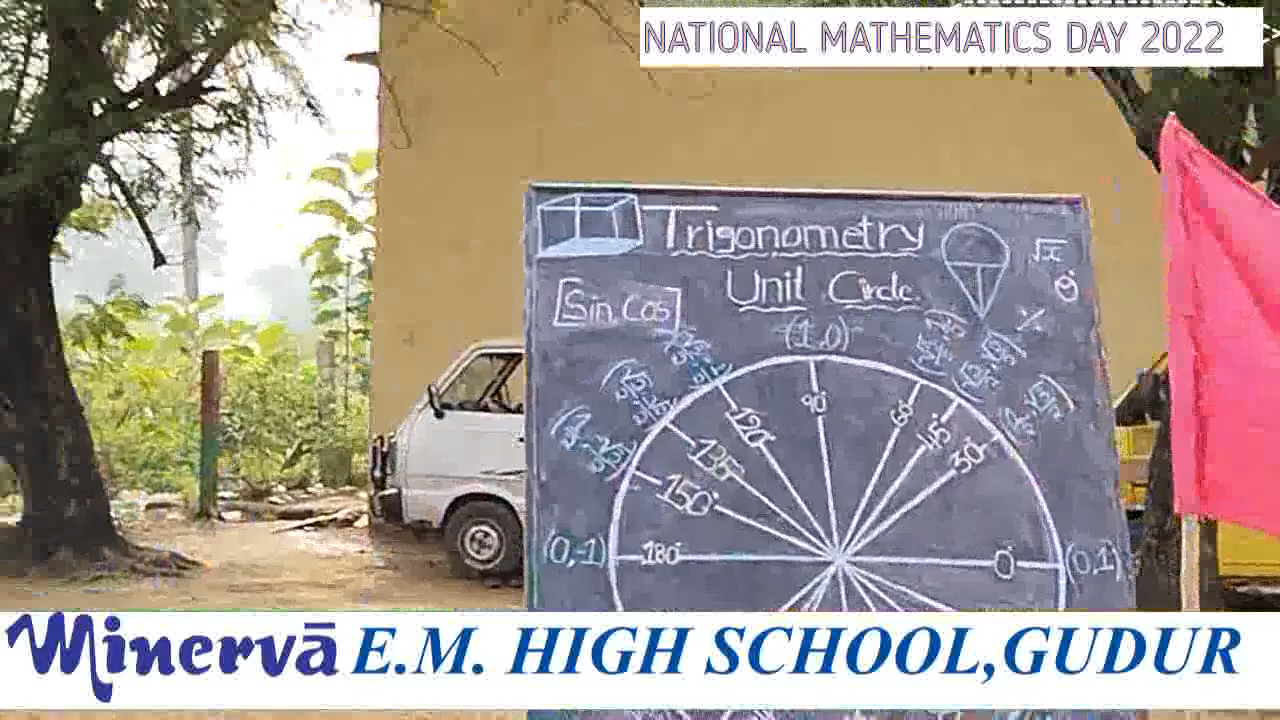 NATIONAL MATHEMATICS DAY 2022
Trigonometry
√x
Unit Circle.
θ
Sin Cos
(1,0)
90°
60°
120°
45°
135°
30°
150°
(0,1) 180° 0° (0,1)
Minervā E.M. HIGH SCHOOL,GUDUR